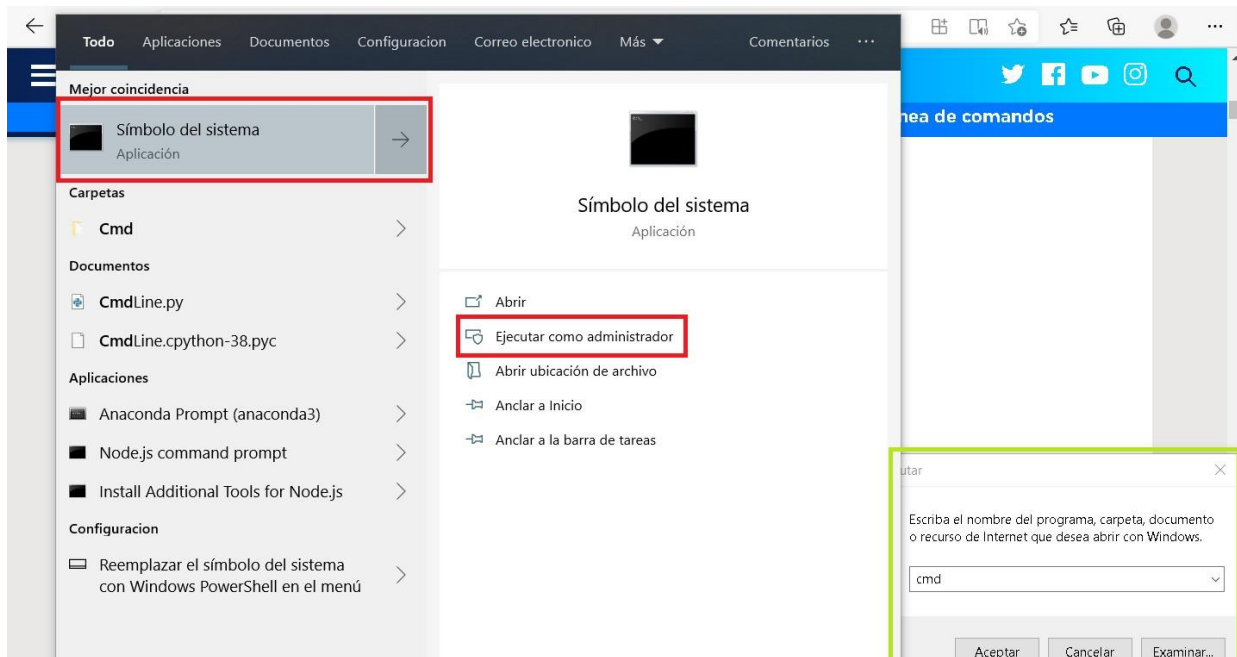 Todo Aplicaciones Documentos Configuracion Correo electronico Más Comentarios ...
Mejor coincidencia
Símbolo del sistema
Aplicación
Carpetas
Cmd
Documentos
CmdLine.py
CmdLine.cpython-38.pyc
Aplicaciones
Anaconda Prompt (anaconda3)
Node.js command prompt
Install Additional Tools for Node.js
Configuracion
Reemplazar el símbolo del sistema
con Windows PowerShell en el menú
Símbolo del sistema
Aplicación
Abrir
Ejecutar como administrador
Abrir ubicación de archivo
Anclar a Inicio
Anclar a la barra de tareas
nea de comandos
utar
Escriba el nombre del programa, carpeta, documento
o recurso de Internet que desea abrir con Windows.
cmd
Aceptar Cancelar Examinar...